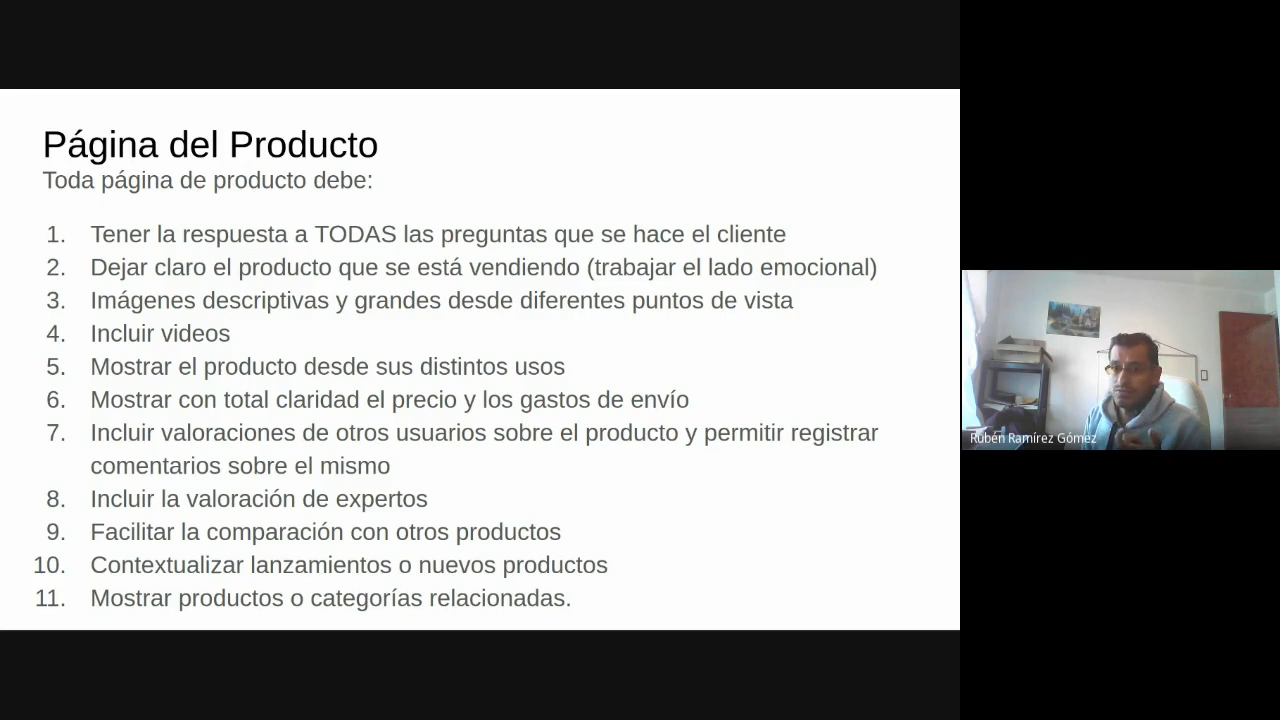 Página del Producto
Toda página de producto debe:
1. Tener la respuesta a TODAS las preguntas que se hace el cliente
2. Dejar claro el producto que se está vendiendo (trabajar el lado emocional)
3. Imágenes descriptivas y grandes desde diferentes puntos de vista
4. Incluir videos
5. Mostrar el producto desde sus distintos usos
6. Mostrar con total claridad el precio y los gastos de envío
7. Incluir valoraciones de otros usuarios sobre el producto y permitir registrar
comentarios sobre el mismo
8. Incluir la valoración de expertos
9. Facilitar la comparación con otros productos
10. Contextualizar lanzamientos o nuevos productos
11. Mostrar productos o categorías relacionadas.
Rubén Ramírez Gómez